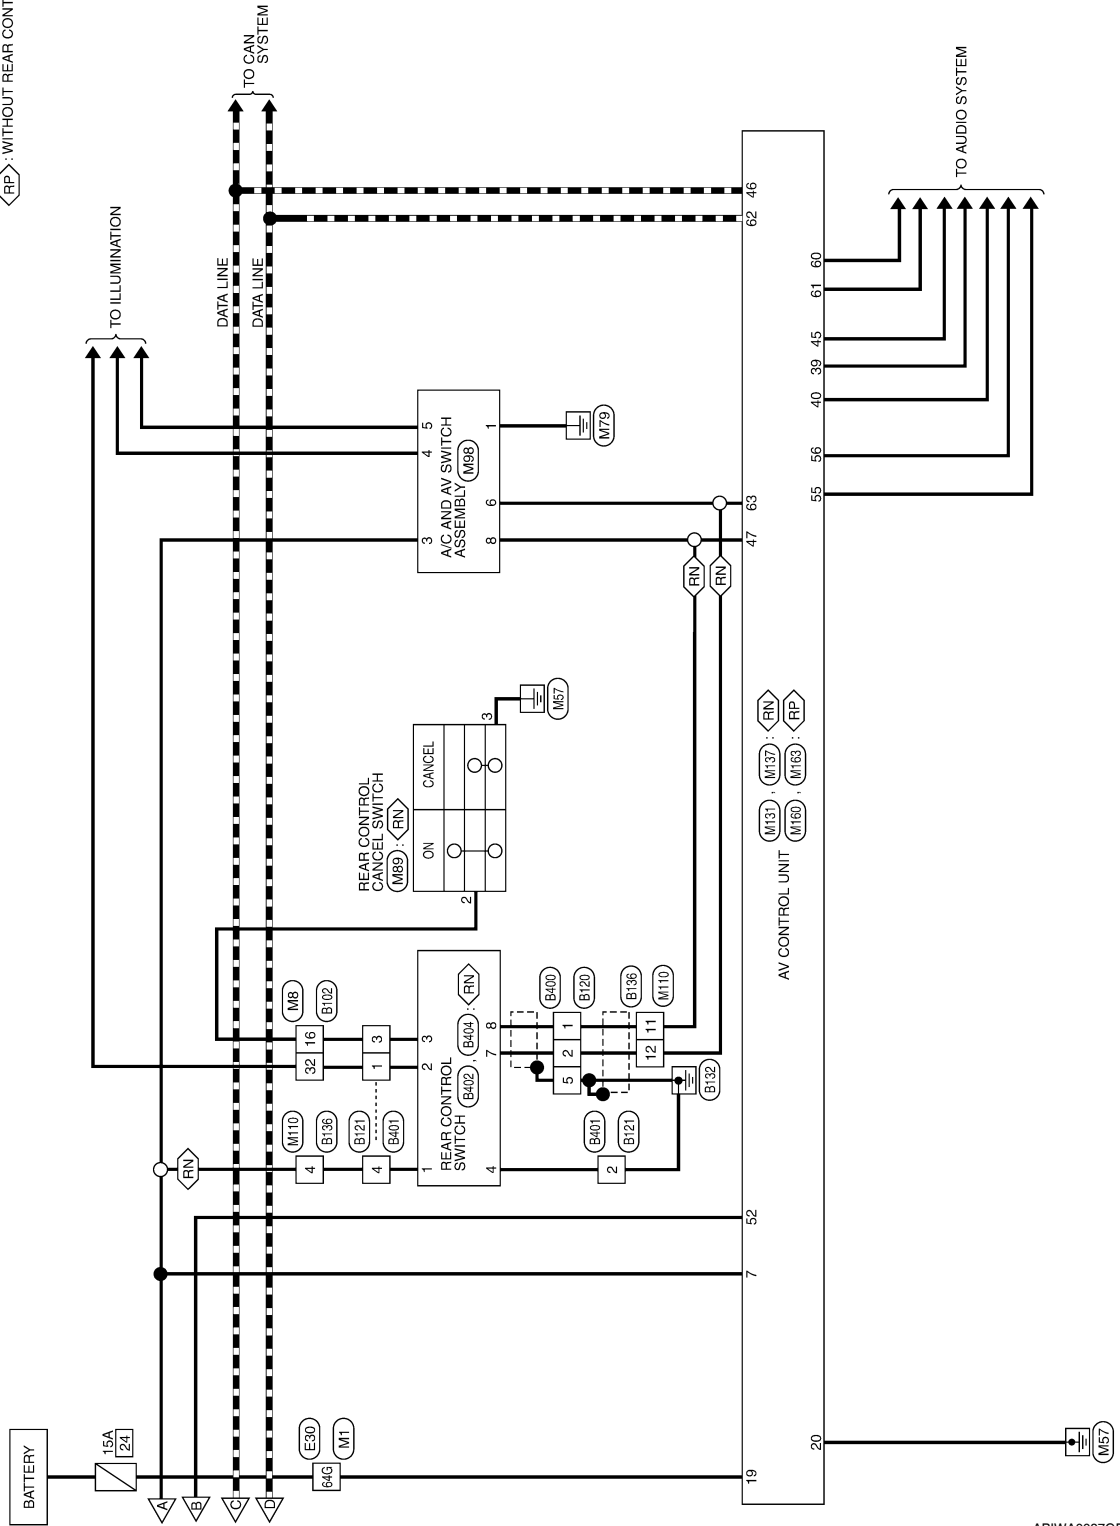 RP : WITHOUT REAR CONT
TO ILLUMINATION
TO CAN
SYSTEM
TO AUDIO SYSTEM
DATA LINE
DATA LINE
46
62
60
61
45
39
40
56
55
63
47
5
4
3
1
6
8
A/C AND AV SWITCH
ASSEMBLY
M98
M79
RN
RN
REAR CONTROL
CANCEL SWITCH
M89 : RN
ON
CANCEL
2
3
M57
AV CONTROL UNIT
M131 , M137 : RN
M160 , M163 : RP
M8
B102
16
32
3
1
M110
B136
B121
B401
4
4
RN
3
2
1
8
7
4
REAR CONTROL
SWITCH
B402 , B404 : RN
B400
B120
1
2
5
B136
M110
11
12
B132
B401
B121
2
52
7
19
20
BATTERY
15A
24
E30
M1
64G
A
B
C
D
M57